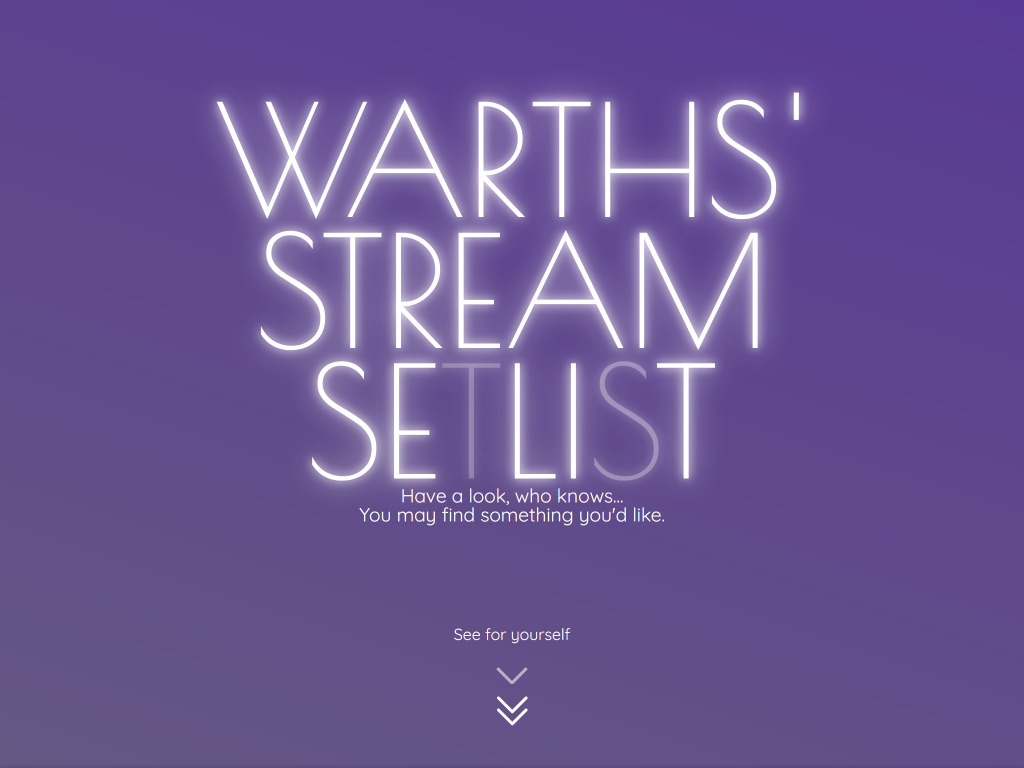 WARTHS'
STREAM
SETLIST
Have a look, who knows...
You may find something you'd like.
See for yourself